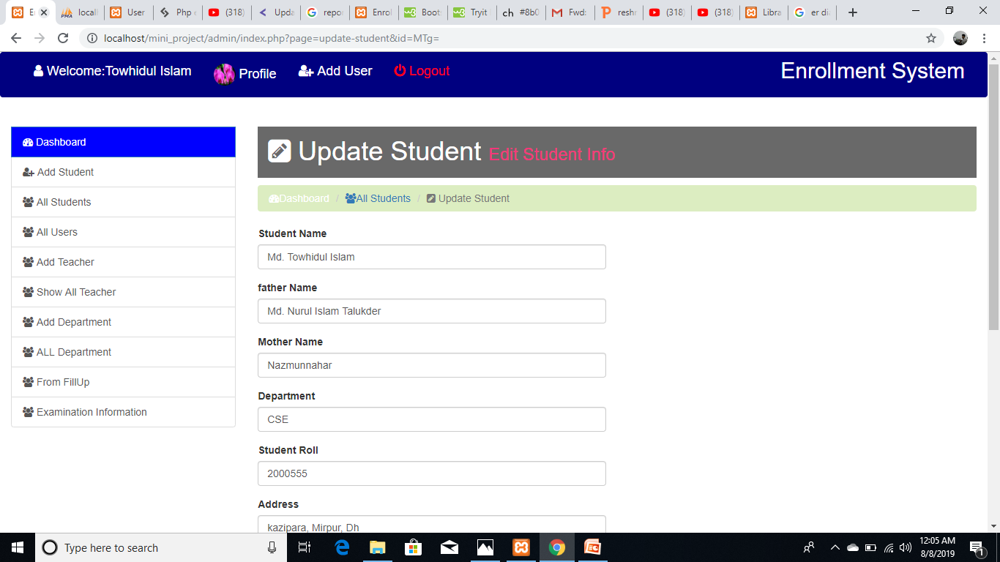 E
locall
User
Php e
(318)
Upda
repor
Enrol
Boots
Tryit
ch #8b0
Fwd:
reshr
(318)
(318)
Libra
er dia
localhost/mini_project/admin/index.php?page=update-student&id=MTg=
Welcome:Towhidul Islam Profile Add User Logout Enrollment System
Dashboard
Add Student
All Students
All Users
Add Teacher
Show All Teacher
Add Department
ALL Department
From FillUp
Examination Information
Update Student Edit Student Info
Dashboard / All Students / Update Student
Student Name
Md. Towhidul Islam
father Name
Md. Nurul Islam Talukder
Mother Name
Nazmunnahar
Department
CSE
Student Roll
2000555
Address
kazipara, Mirpur, Dh
Type here to search
12:05 AM
8/8/2019
1